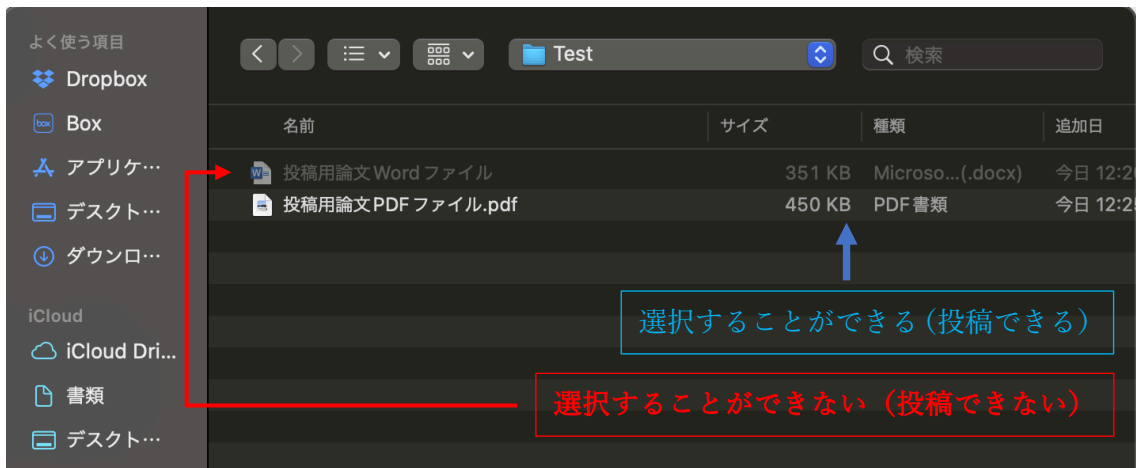 よく使う項目
Dropbox
Box
アプリケ…
デスクト…
ダウンロ…
iCloud
iCloud Dri...
書類
デスクト…
Test
検索
名前 サイズ 種類 追加日
投稿用論文Wordファイル 351 KB Microso...(.docx) 今日 12:2
投稿用論文PDFファイル.pdf 450 KB PDF書類 今日 12:2
選択することができる(投稿できる)
選択することができない（投稿できない）